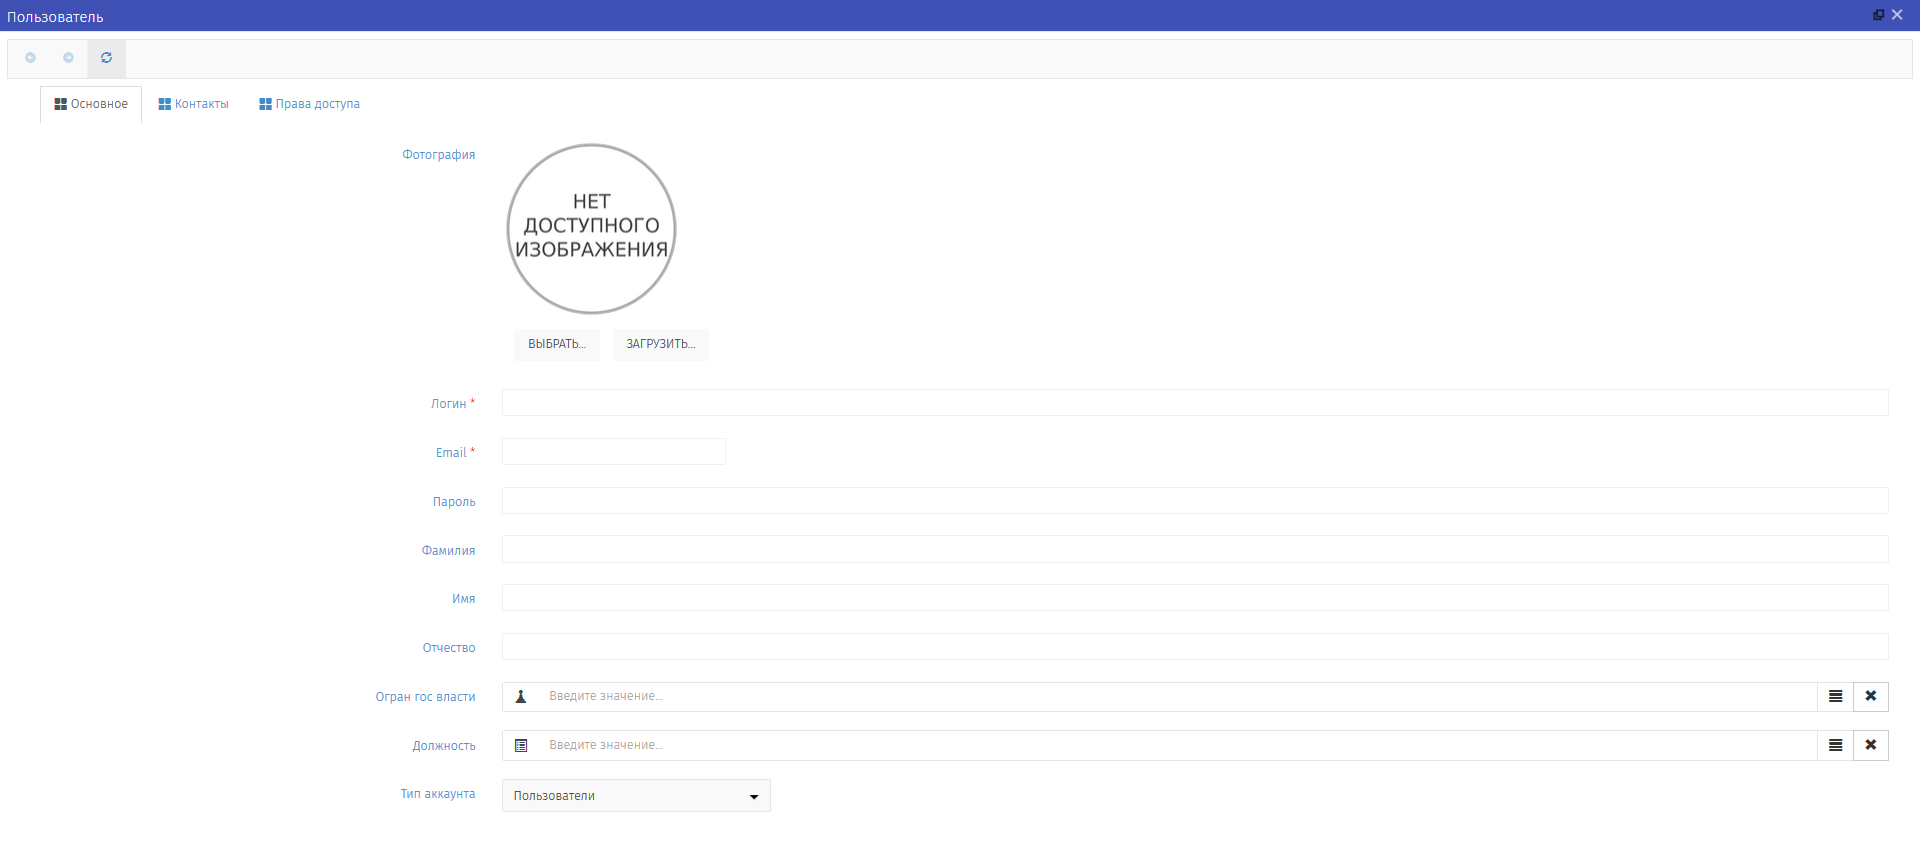 Пользователь
Основное Контакты Права доступа
Фотография
НЕТ
ДОСТУПНОГО
ИЗОБРАЖЕНИЯ
ВЫБРАТЬ... ЗАГРУЗИТЬ...
Логин *
Email *
Пароль
Фамилия
Имя
Отчество
Огран гос власти Введите значение...
Должность Введите значение...
Тип аккаунта Пользователи